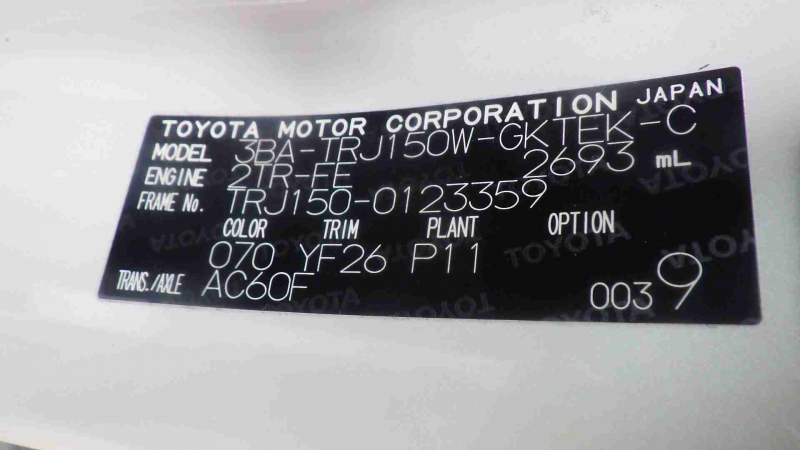 TOYOTA MOTOR CORPORATION JAPAN
MODEL 3BA-TRJ150W-GKTEK-C
ENGINE 2TR-FE 2693 mL
FRAME No. TRJ150-0123359
COLOR TRIM PLANT OPTION
070 YF26 P11
TRANS./AXLE AC60F
0039